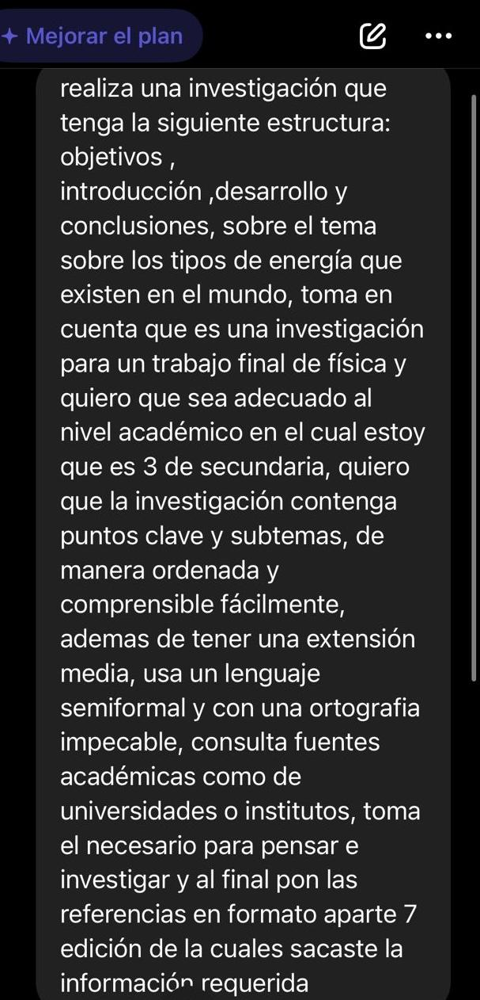 Mejorar el plan
realiza una investigación que
tenga la siguiente estructura:
objetivos ,
introducción ,desarrollo y
conclusiones, sobre el tema
sobre los tipos de energía que
existen en el mundo, toma en
cuenta que es una investigación
para un trabajo final de física y
quiero que sea adecuado al
nivel académico en el cual estoy
que es 3 de secundaria, quiero
que la investigación contenga
puntos clave y subtemas, de
manera ordenada y
comprensible fácilmente,
ademas de tener una extensión
media, usa un lenguaje
semiformal y con una ortografia
impecable, consulta fuentes
académicas como de
universidades o institutos, toma
el necesario para pensar e
investigar y al final pon las
referencias en formato aparte 7
edición de la cuales sacaste la
información requerida